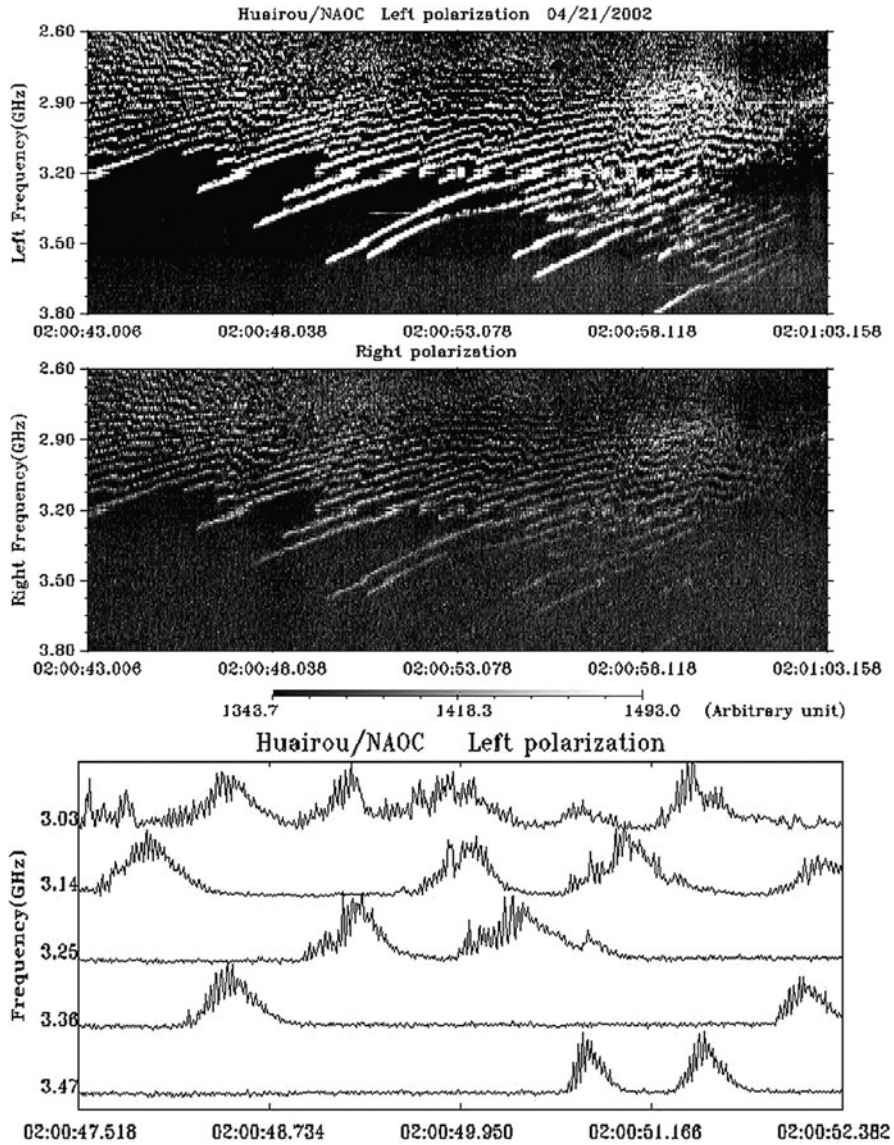 Huairou/NAOC Left polarization 04/21/2002
Left Frequency(GHz)
2.60
2.90
3.20
3.50
3.80
02:00:43.006 02:00:48.038 02:00:53.078 02:00:58.118 02:01:03.158
Right polarization
Right Frequency(GHz)
2.60
2.90
3.20
3.50
3.80
02:00:43.006 02:00:48.038 02:00:53.078 02:00:58.118 02:01:03.158
1343.7 1418.3 1493.0 (Arbitrary unit)
Huairou/NAOC Left polarization
Frequency(GHz)
3.03
3.14
3.25
3.36
3.47
02:00:47.518 02:00:48.734 02:00:49.950 02:00:51.166 02:00:52.382